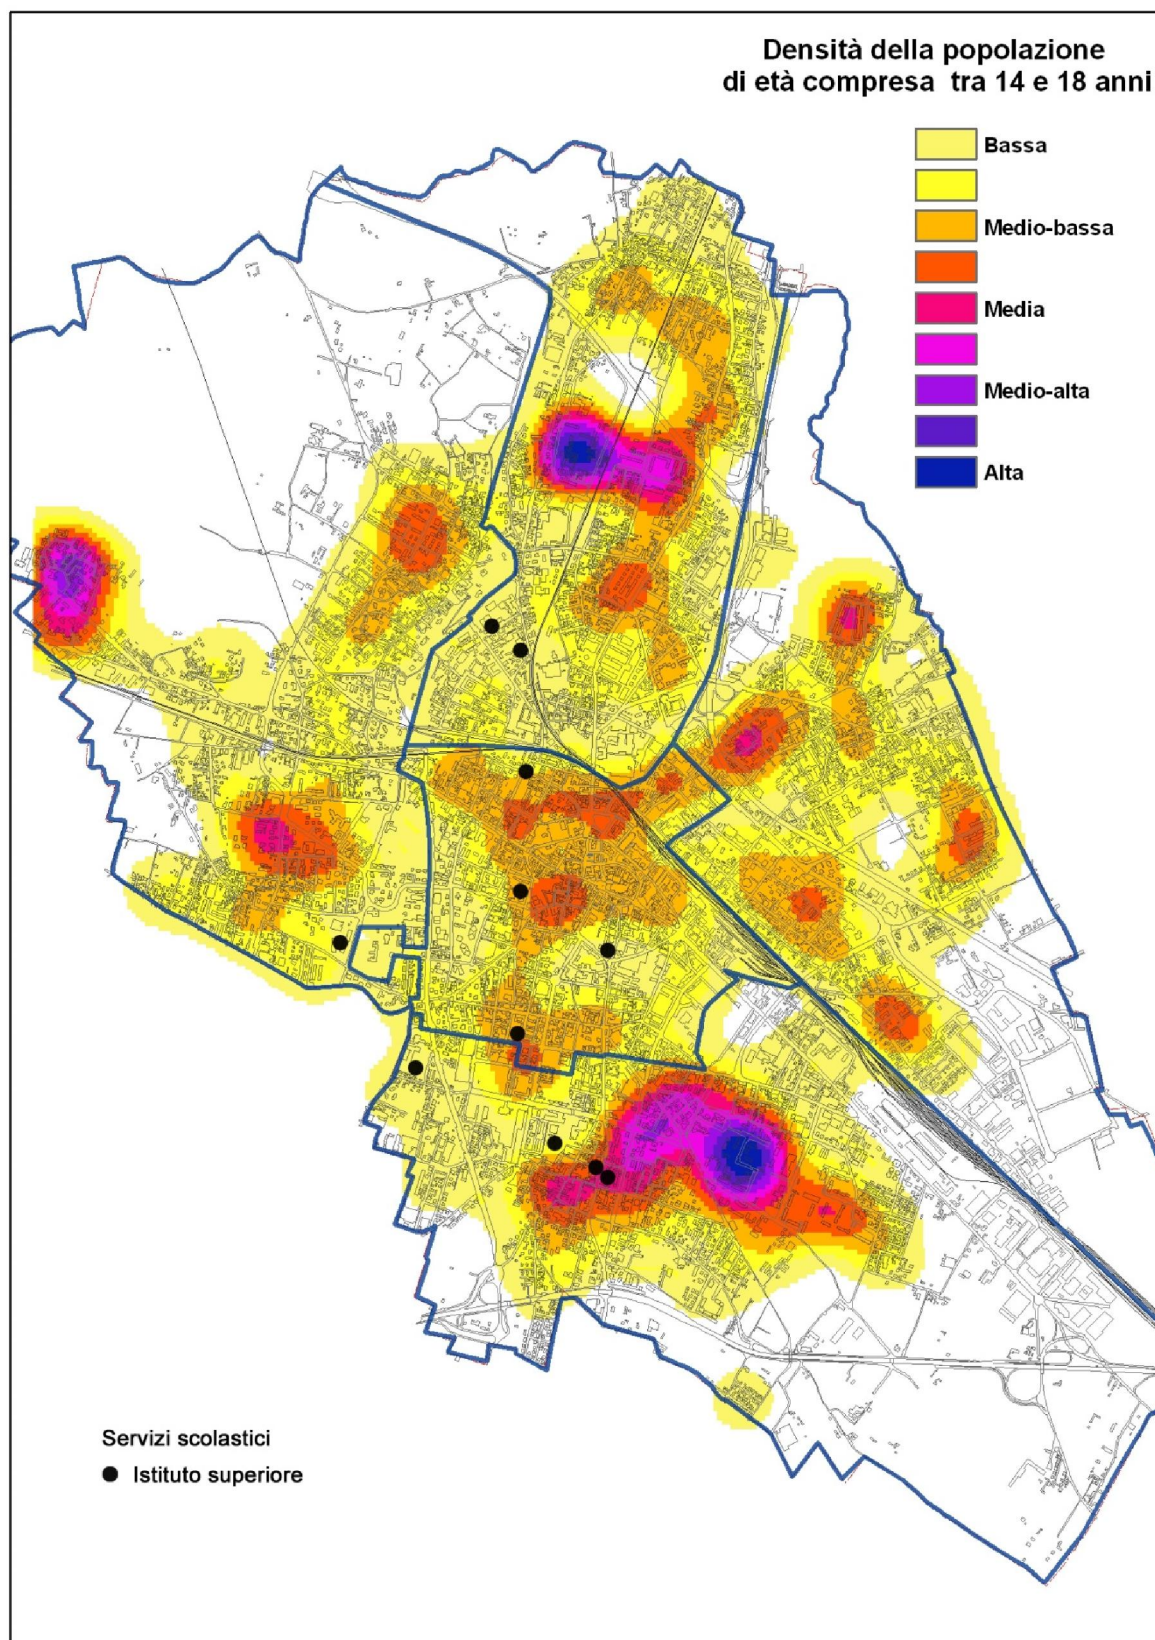 Densità della popolazione
di età compresa tra 14 e 18 anni
Bassa
Medio-bassa
Media
Medio-alta
Alta
Servizi scolastici
Istituto superiore